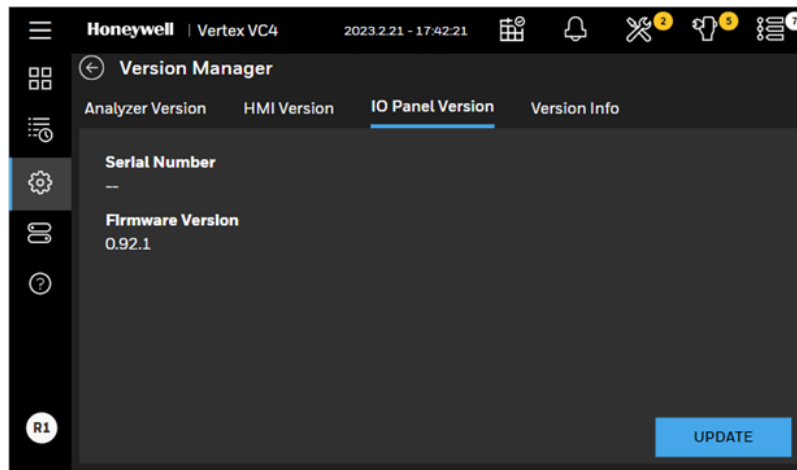 Honeywell | Vertex VC4 2023.2.21 - 17:42:21 2 5 7
Version Manager
Analyzer Version HMI Version IO Panel Version Version Info
Serial Number
--
Firmware Version
0.92.1
?
R1
UPDATE